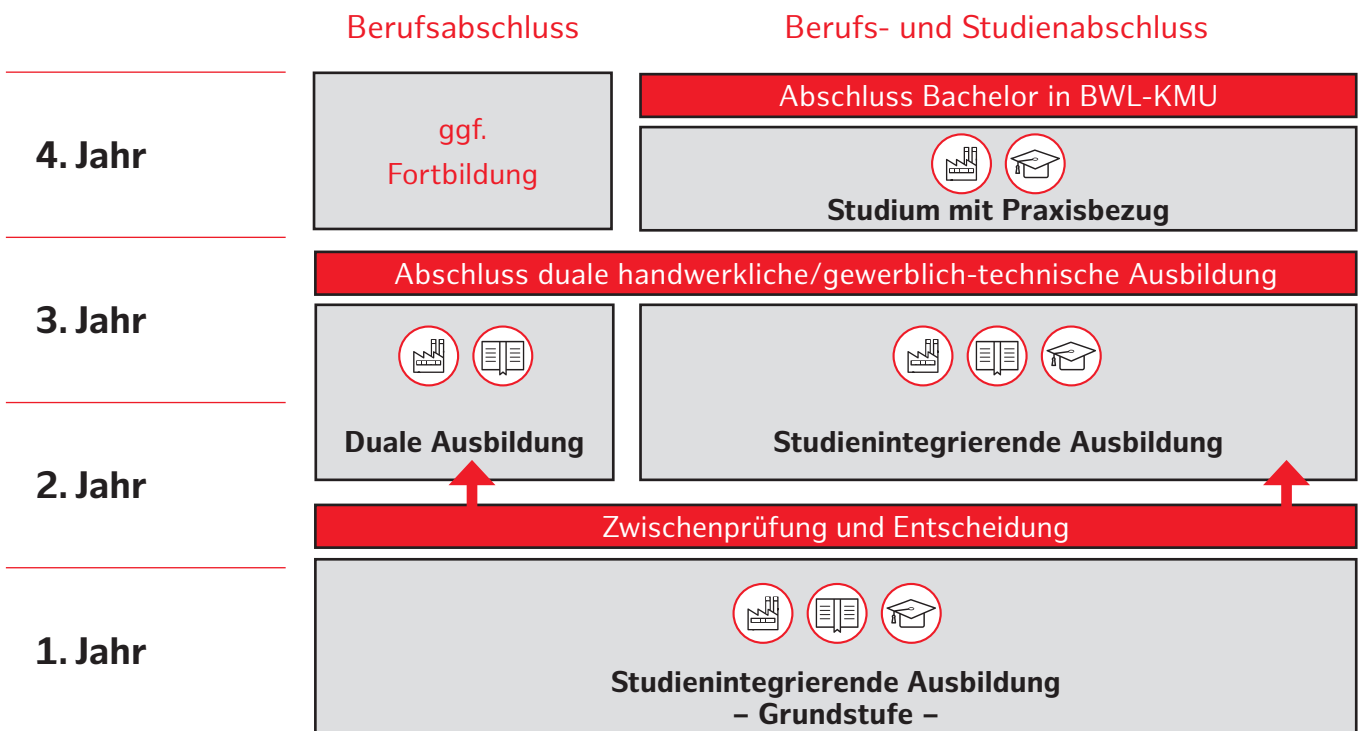 Berufsabschluss
Berufs- und Studienabschluss
4. Jahr
ggf.
Fortbildung
Abschluss Bachelor in BWL-KMU
Studium mit Praxisbezug
Abschluss duale handwerkliche/gewerblich-technische Ausbildung
3. Jahr
Duale Ausbildung
Studienintegrierende Ausbildung
2. Jahr
Zwischenprüfung und Entscheidung
1. Jahr
Studienintegrierende Ausbildung
– Grundstufe –